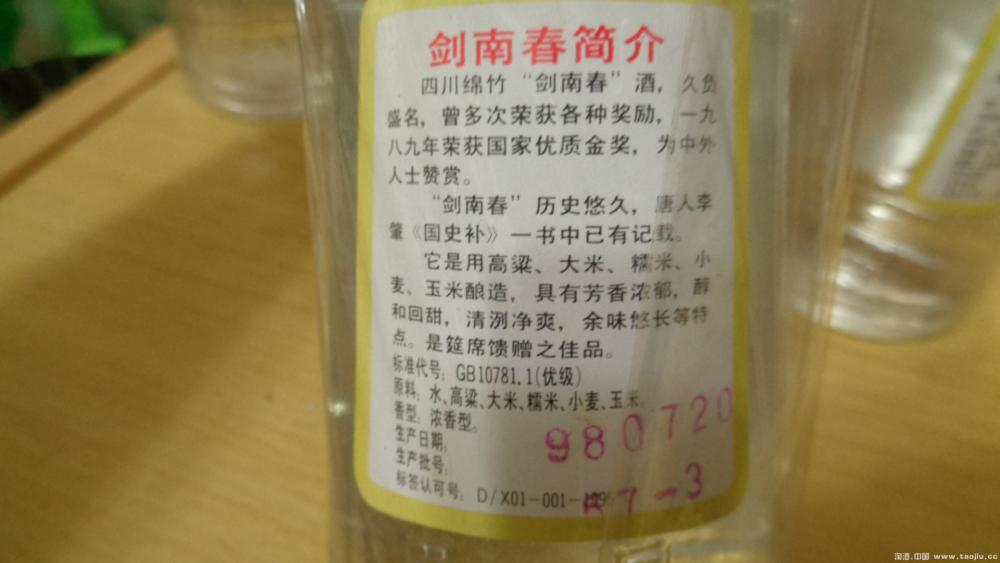 剑南春简介
四川绵竹“剑南春”酒，久负
盛名，曾多次荣获各种奖励，一九
八九年荣获国家优质金奖，为中外
人士赞赏。
“剑南春”历史悠久，唐人李
肇《国史补》一书中已有记载。
它是用高粱、大米、糯米、小
麦、玉米酿造，具有芳香浓郁，醇
和回甜，清冽净爽，余味悠长等特
点。是筵席馈赠之佳品。
标准代号：GB10781.1(优级)
原料：水、高粱、大米、糯米、小麦、玉米。
香型：浓香型。
生产日期：980720
生产批号：
7-3
标签认可号：D/X01-001-
淘酒.中国 www.taojiu.cc